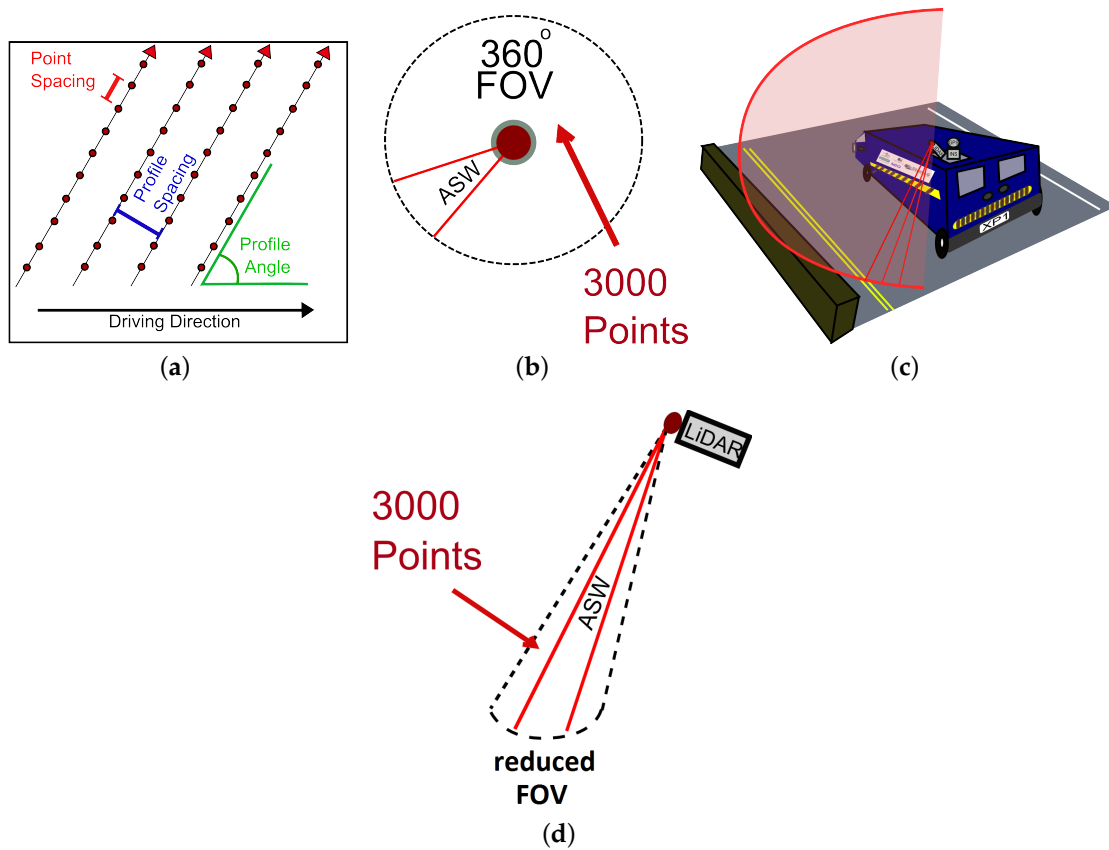 Point
Spacing
Profile
Spacing
Profile
Angle
Driving Direction
(a)
360°
FOV
ASW
3000
Points
(b)
XP1
(c)
LiDAR
3000
Points
ASW
reduced
FOV
(d)